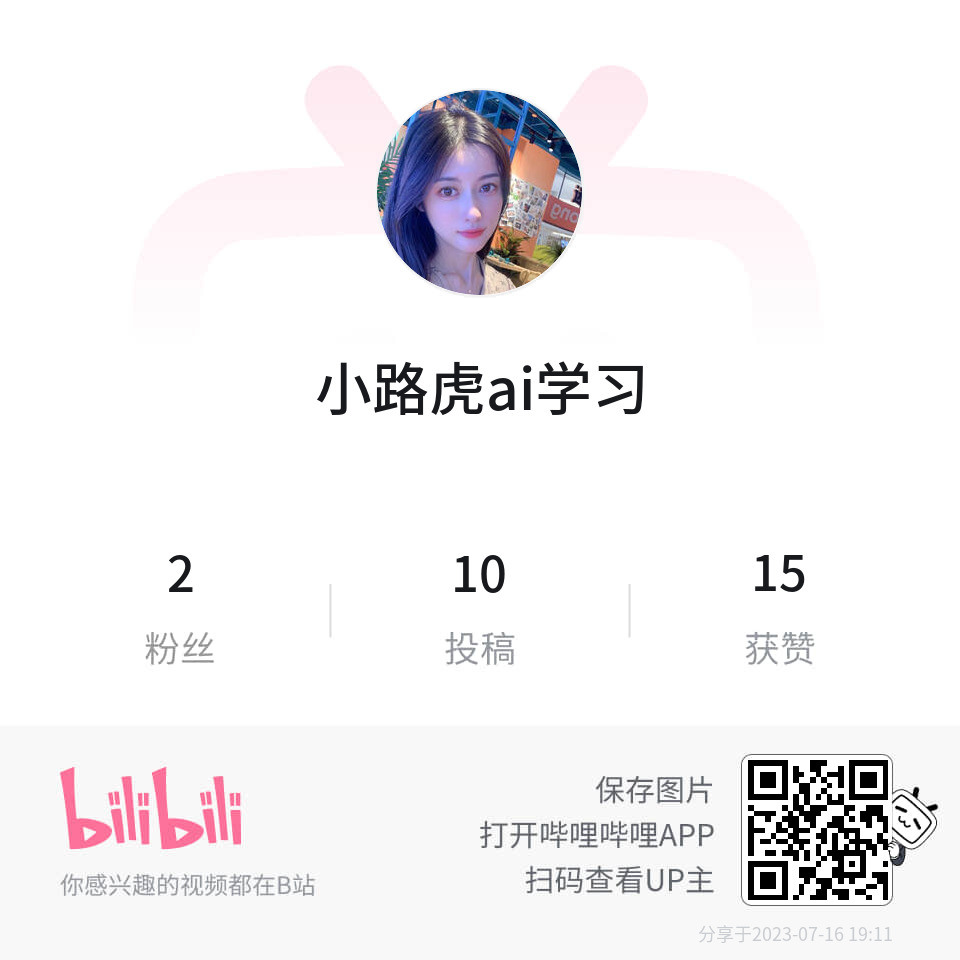 小路虎ai学习
2
10
15
粉丝
投稿
获赞
bilibili
你感兴趣的视频都在B站
保存图片
打开哔哩哔哩APP
扫码查看UP主
分享于2023-07-16 19:11